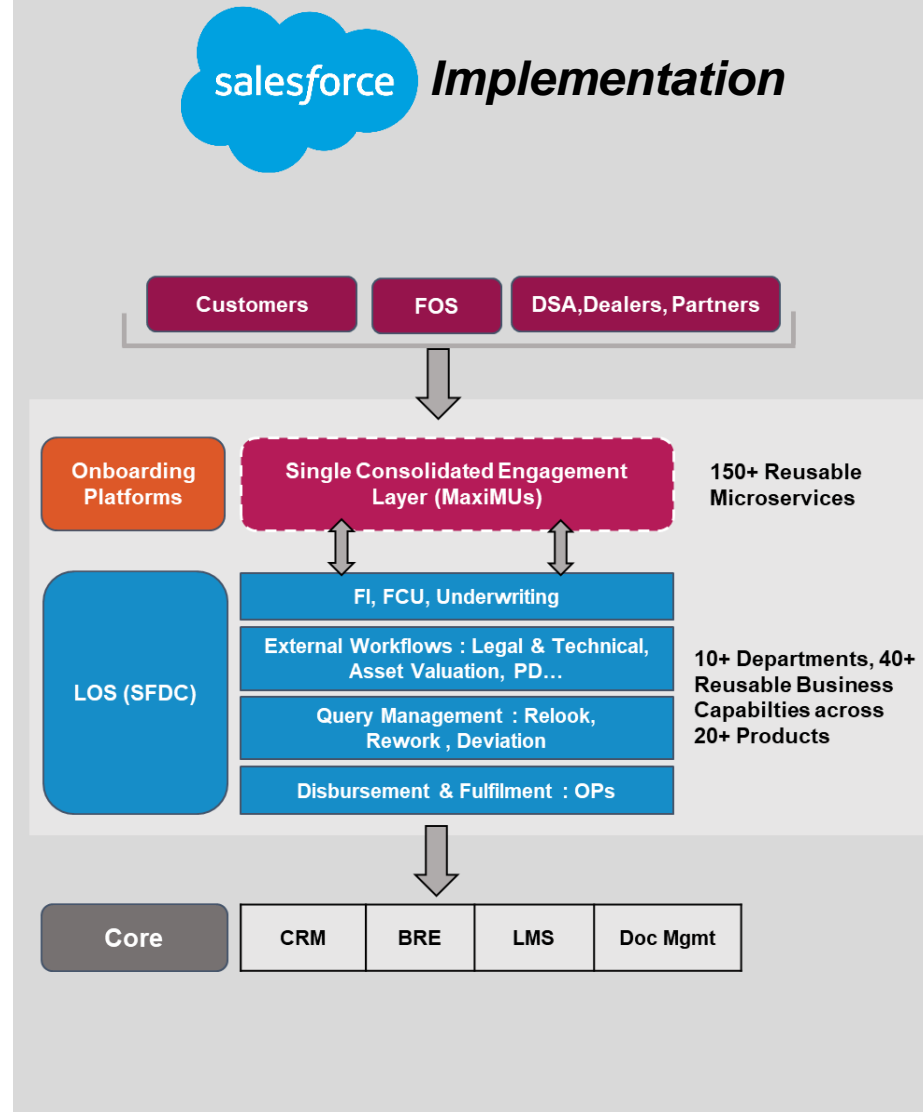 salesforce Implementation
Customers
FOS
DSA,Dealers, Partners
Onboarding
Platforms
Single Consolidated Engagement
Layer (MaxiMUs)
150+ Reusable
Microservices
LOS (SFDC)
FI, FCU, Underwriting
External Workflows : Legal & Technical,
Asset Valuation, PD…
Query Management : Relook,
Rework , Deviation
Disbursement & Fulfilment : OPs
10+ Departments, 40+
Reusable Business
Capabilties across
20+ Products
Core
CRM
BRE
LMS
Doc Mgmt